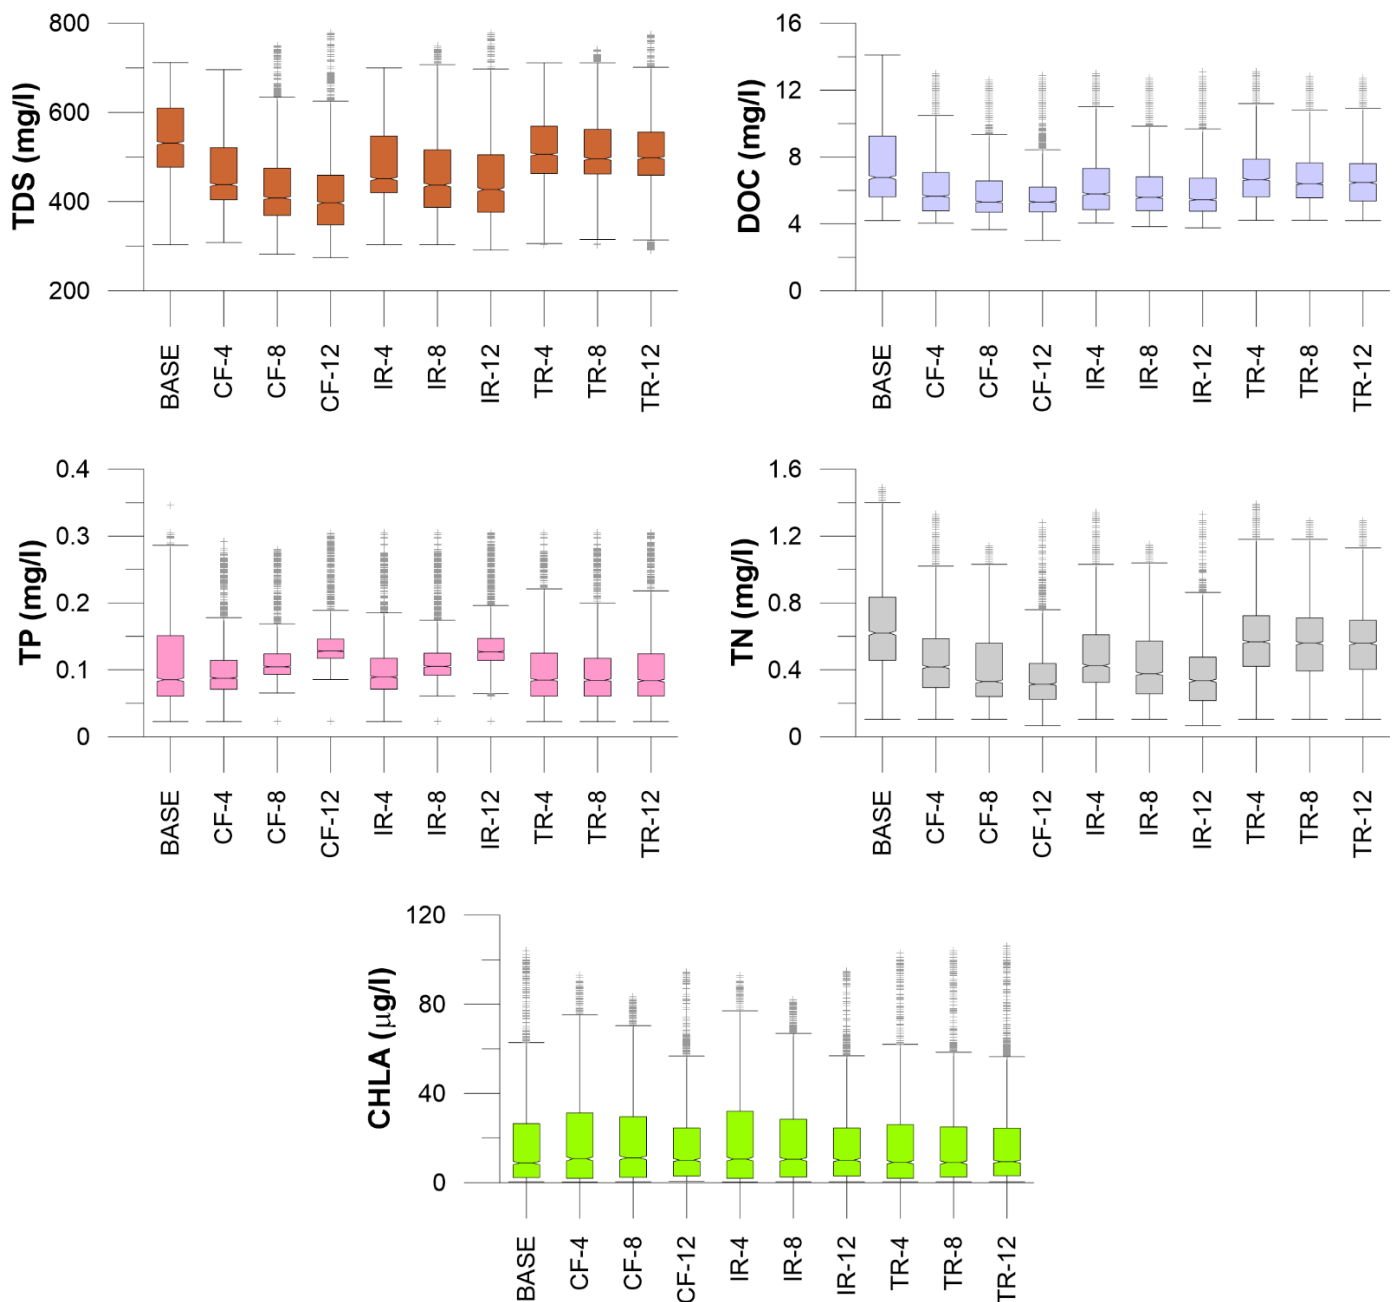 TDS (mg/l)
800
600
400
200
BASE
CF-4
CF-8
CF-12
IR-4
IR-8
IR-12
TR-4
TR-8
TR-12
DOC (mg/l)
16
12
8
4
0
BASE
CF-4
CF-8
CF-12
IR-4
IR-8
IR-12
TR-4
TR-8
TR-12
TP (mg/l)
0.4
0.3
0.2
0.1
0
BASE
CF-4
CF-8
CF-12
IR-4
IR-8
IR-12
TR-4
TR-8
TR-12
TN (mg/l)
1.6
1.2
0.8
0.4
0
BASE
CF-4
CF-8
CF-12
IR-4
IR-8
IR-12
TR-4
TR-8
TR-12
CHLA (μg/l)
120
80
40
0
BASE
CF-4
CF-8
CF-12
IR-4
IR-8
IR-12
TR-4
TR-8
TR-12